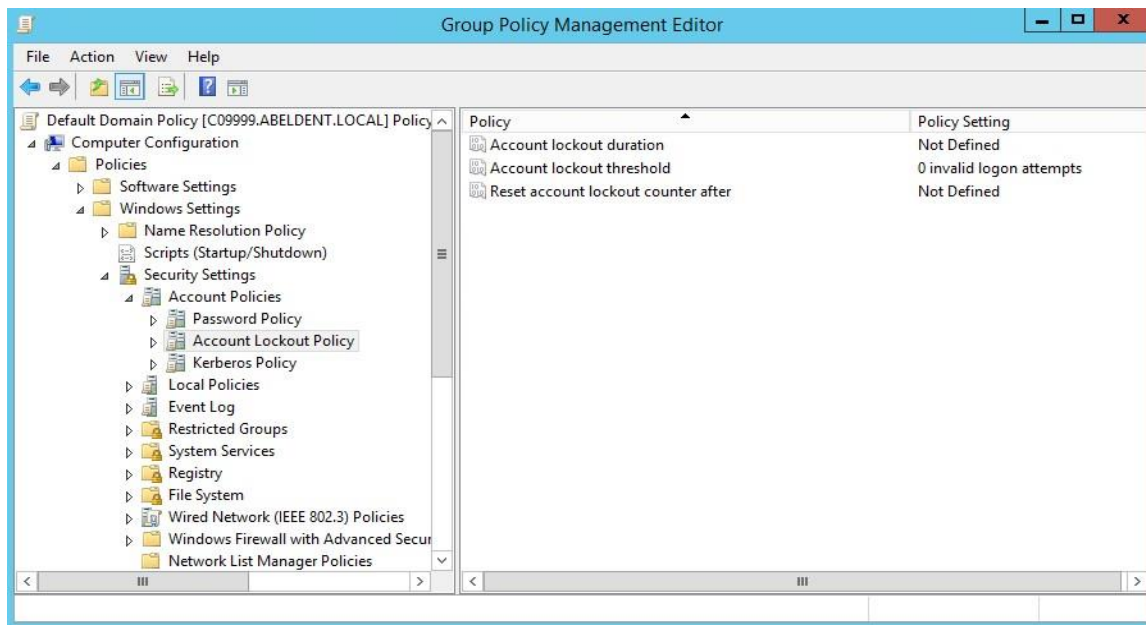 Group Policy Management Editor
File Action View Help
Default Domain Policy [C09999.ABELDENT.LOCAL] Policy
Computer Configuration
Policies
Software Settings
Windows Settings
Name Resolution Policy
Scripts (Startup/Shutdown)
Security Settings
Account Policies
Password Policy
Account Lockout Policy
Kerberos Policy
Local Policies
Event Log
Restricted Groups
System Services
Registry
File System
Wired Network (IEEE 802.3) Policies
Windows Firewall with Advanced Secur
Network List Manager Policies
Policy Policy Setting
Account lockout duration Not Defined
Account lockout threshold 0 invalid logon attempts
Reset account lockout counter after Not Defined